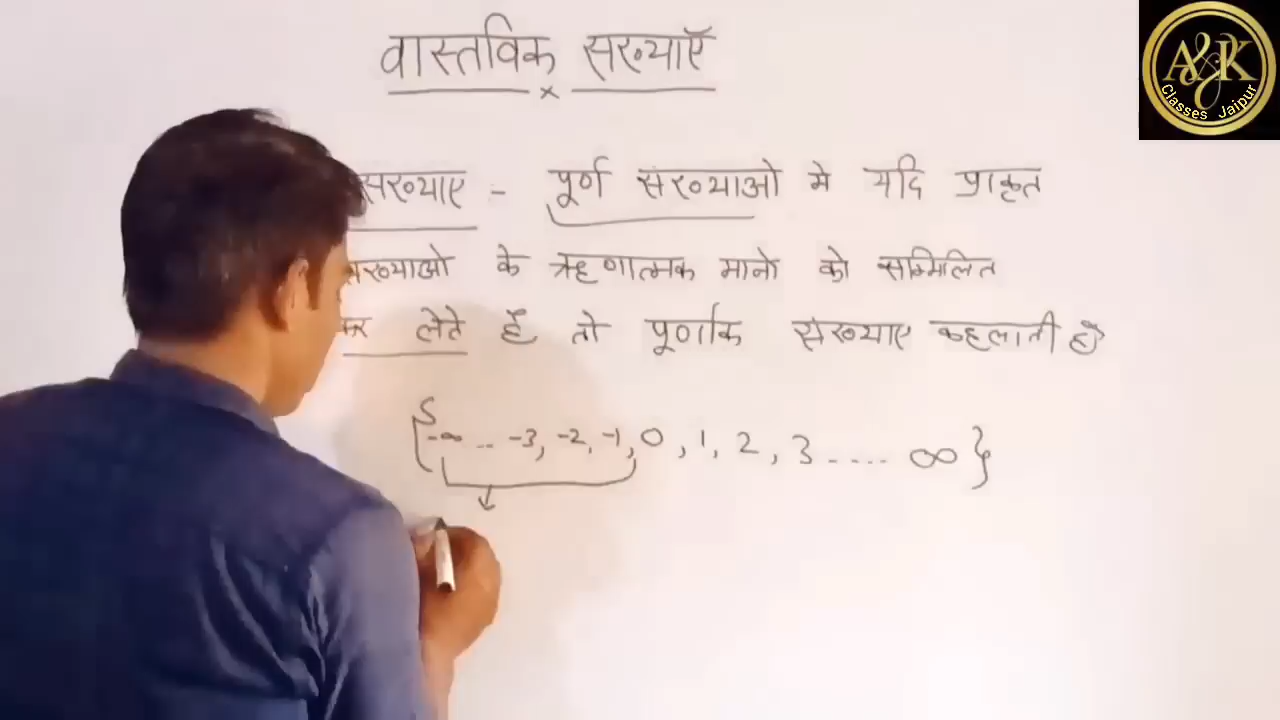 वास्तविक संख्याएँ
संख्याए :- पूर्ण संख्याओ मे यदि प्राकृत
संख्याओ के ऋणात्मक मानो को सम्मिलित
कर लेते हैं तो पूर्णांक संख्याए कहलाती है
{-∞ .. -3, -2, -1, 0, 1, 2, 3 .... ∞}
A&K
Classes Jaipur